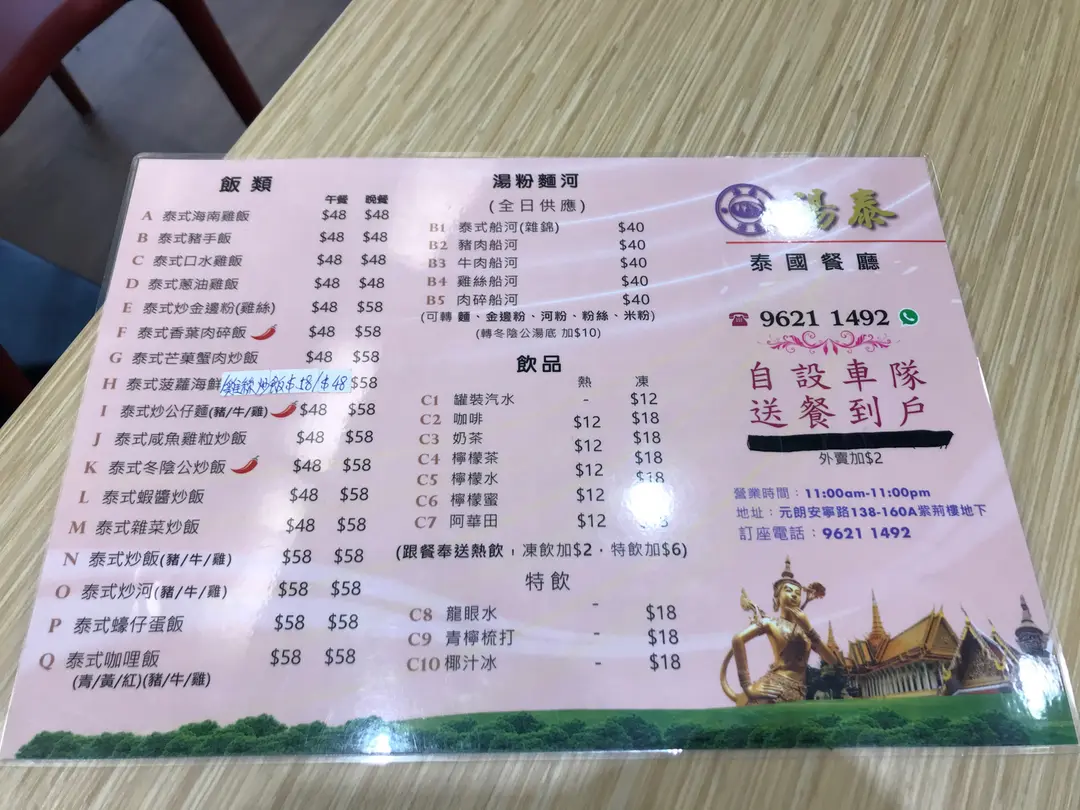 飯類
午餐 晚餐
A 泰式海南雞飯 $48 $48
B 泰式豬手飯 $48 $48
C 泰式口水雞飯 $48 $48
D 泰式蔥油雞飯 $48 $48
E 泰式炒金邊粉(雞絲) $48 $58
F 泰式香葉肉碎飯 $48 $58
G 泰式芒菓蟹肉炒飯 $48 $58
H 泰式菠蘿海鮮/雞絲炒飯$58/$48 $58
I 泰式炒公仔麵(豬/牛/雞) $48 $58
J 泰式咸魚雞粒炒飯 $48 $58
K 泰式冬陰公炒飯 $48 $58
L 泰式蝦醬炒飯 $48 $58
M 泰式雜菜炒飯 $48 $58
N 泰式炒飯(豬/牛/雞) $58 $58
O 泰式炒河(豬/牛/雞) $58 $58
P 泰式蠔仔蛋飯 $58 $58
Q 泰式咖哩飯 $58 $58
(青/黃/紅)(豬/牛/雞)
湯粉麵河
(全日供應)
B1 泰式船河(雜錦) $40
B2 豬肉船河 $40
B3 牛肉船河 $40
B4 雞絲船河 $40
B5 肉碎船河 $40
(可轉 麵、金邊粉、河粉、粉絲、米粉)
(轉冬陰公湯底 加$10)
飲品
熱 凍
C1 罐裝汽水 - $12
C2 咖啡 $12 $18
C3 奶茶 $12 $18
C4 檸檬茶 $12 $18
C5 檸檬水 $12 $18
C6 檸檬蜜 $12
C7 阿華田 $12
(跟餐奉送熱飲，凍飲加$2．特飲加$6)
特飲
C8 龍眼水 - $18
C9 青檸梳打 - $18
C10 椰汁冰 - $18
湯泰
泰國餐廳
9621 1492
自設車隊
送餐到戶
外賣加$2
營業時間：11:00am-11:00pm
地址：元朗安寧路138-160A紫荊樓地下
訂座電話：9621 1492